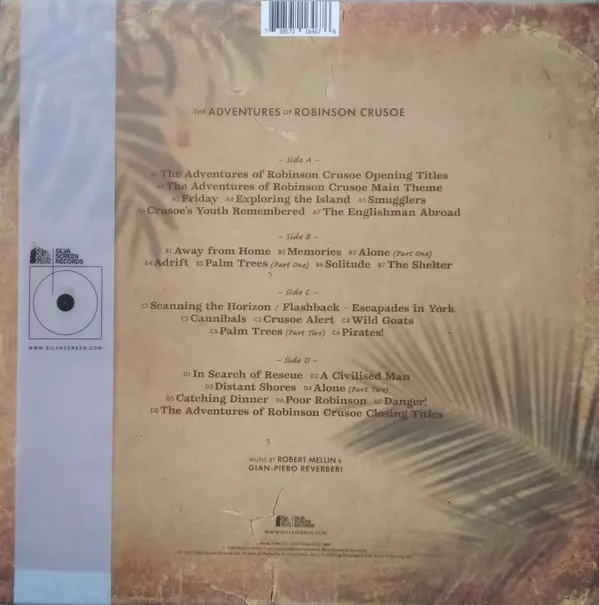 7 38572 16467 6
THE ADVENTURES OF ROBINSON CRUSOE
– Side A –
A1 The Adventures of Robinson Crusoe Opening Titles
A2 The Adventures of Robinson Crusoe Main Theme
A3 Friday A4 Exploring the Island A5 Smugglers
A6 Crusoe's Youth Remembered A7 The Englishman Abroad
– Side B –
B1 Away from Home B2 Memories B3 Alone (Part One)
B4 Adrift B5 Palm Trees (Part One) B6 Solitude B7 The Shelter
SILVA
SCREEN
RECORDS
WWW.SILVASCREEN.COM
– Side C –
C1 Scanning the Horizon / Flashback – Escapades in York
C2 Cannibals C3 Crusoe Alert C4 Wild Goats
C5 Palm Trees (Part Two) C6 Pirates!
– Side D –
D1 In Search of Rescue D2 A Civilised Man
D3 Distant Shores D4 Alone (Part Two)
D5 Catching Dinner D6 Poor Robinson D7 Danger!
D8 The Adventures of Robinson Crusoe Closing Titles
MUSIC BY ROBERT MELLIN &
GIAN-PIERO REVERBERI
SILVA
SCREEN
RECORDS
WWW.SILVASCREEN.COM